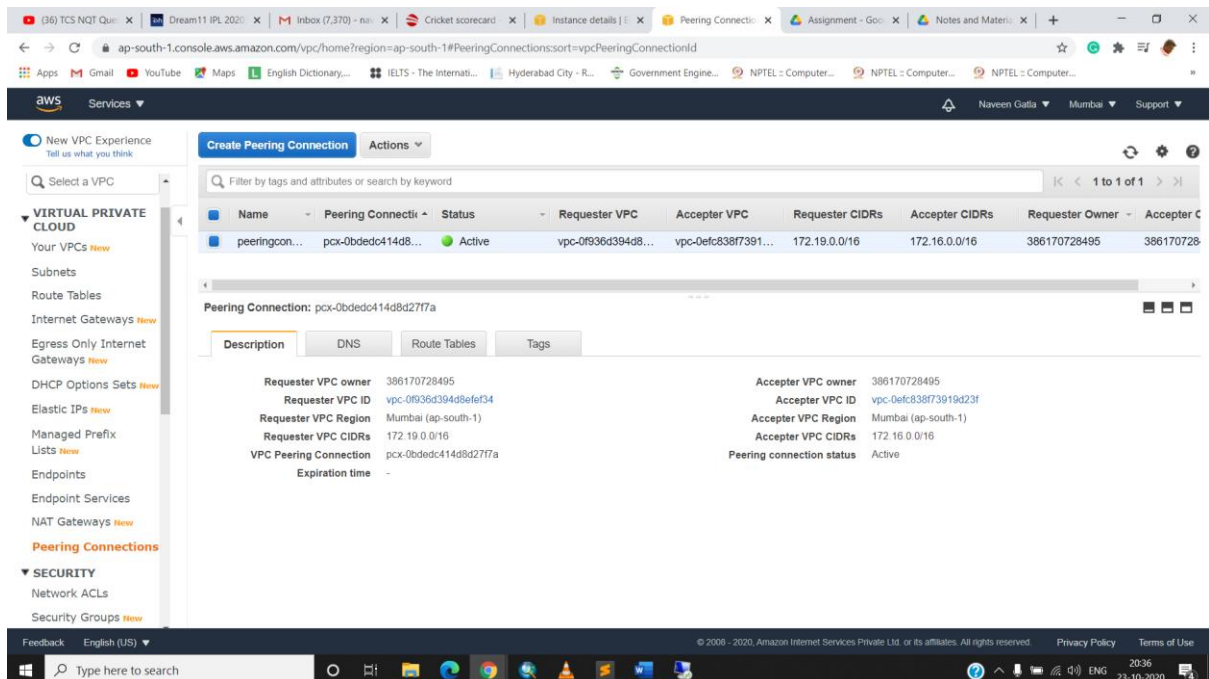 (36) TCS NQT Que Dream11 IPL 2020 Inbox (7,370) - nav Cricket scorecard - Instance details | E Peering Connectio Assignment - Goo Notes and Materia
ap-south-1.console.aws.amazon.com/vpc/home?region=ap-south-1#PeeringConnections:sort=vpcPeeringConnectionId
Apps Gmail YouTube Maps English Dictionary,... IELTS - The Internati... Hyderabad City - R... Government Engine... NPTEL :: Computer... NPTEL :: Computer... NPTEL :: Computer... »
aws Services Naveen Gatla Mumbai Support
New VPC Experience
Tell us what you think
Create Peering Connection Actions
Select a VPC
Filter by tags and attributes or search by keyword
1 to 1 of 1
VIRTUAL PRIVATE CLOUD
Name Peering Connectic Status Requester VPC Accepter VPC Requester CIDRs Accepter CIDRs Requester Owner Accepter C
peeringcon... pcx-0bdedc414d8... Active vpc-0f936d394d8... vpc-0efc838f7391... 172.19.0.0/16 172.16.0.0/16 386170728495 386170728
Your VPCs New
Subnets
Route Tables
Internet Gateways New
Egress Only Internet
Gateways New
DHCP Options Sets New
Elastic IPs New
Managed Prefix
Lists New
Endpoints
Endpoint Services
NAT Gateways New
Peering Connections
SECURITY
Network ACLs
Security Groups New
Peering Connection: pcx-0bdedc414d8d27f7a
Description DNS Route Tables Tags
Requester VPC owner 386170728495
Requester VPC ID vpc-0f936d394d8efef34
Requester VPC Region Mumbai (ap-south-1)
Requester VPC CIDRs 172.19.0.0/16
VPC Peering Connection pcx-0bdedc414d8d27f7a
Expiration time -
Accepter VPC owner 386170728495
Accepter VPC ID vpc-0efc838f73919d23f
Accepter VPC Region Mumbai (ap-south-1)
Accepter VPC CIDRs 172.16.0.0/16
Peering connection status Active
Feedback English (US) © 2008 - 2020, Amazon Internet Services Private Ltd. or its affiliates. All rights reserved. Privacy Policy Terms of Use
Type here to search ENG 20:36
23-10-2020